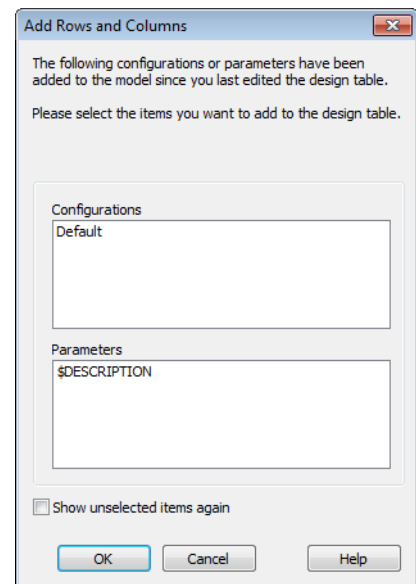 Add Rows and Columns
The following configurations or parameters have been
added to the model since you last edited the design table.
Please select the items you want to add to the design table.
Configurations
Default
Parameters
$DESCRIPTION
Show unselected items again
OK
Cancel
Help